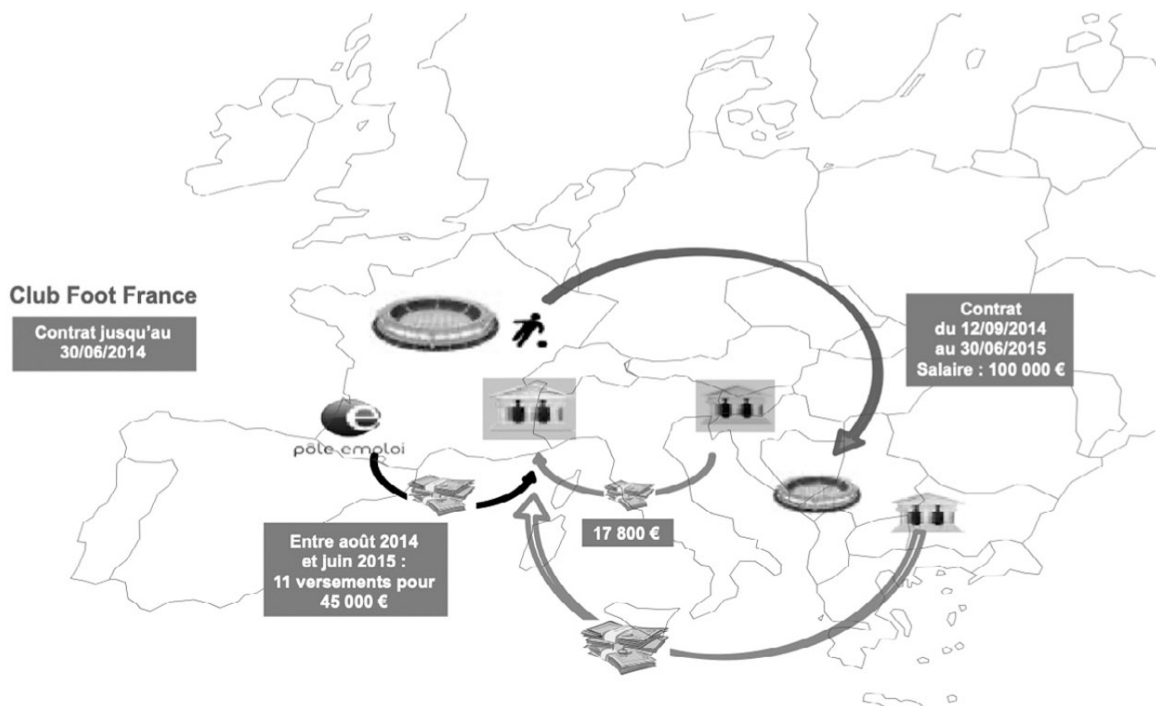 Club Foot France
Contrat jusqu'au
30/06/2014
Contrat
du 12/09/2014
au 30/06/2015
Salaire : 100 000 €
pôle emploi
Entre août 2014
et juin 2015 :
11 versements pour
45 000 €
17 800 €